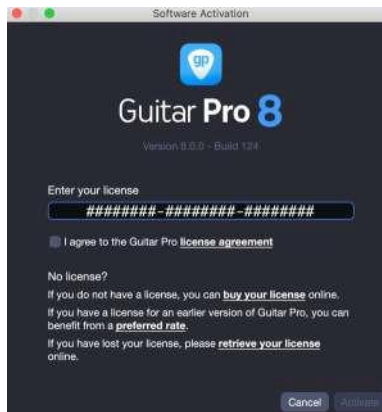 Software Activation
gp
Guitar Pro 8
Version 8.0.0 - Build 124
Enter your license
########-########-########
I agree to the Guitar Pro license agreement
No license?
If you do not have a license, you can buy your license online.
If you have a license for an earlier version of Guitar Pro, you can
benefit from a preferred rate.
If you have lost your license, please retrieve your license
online.
Cancel Activate